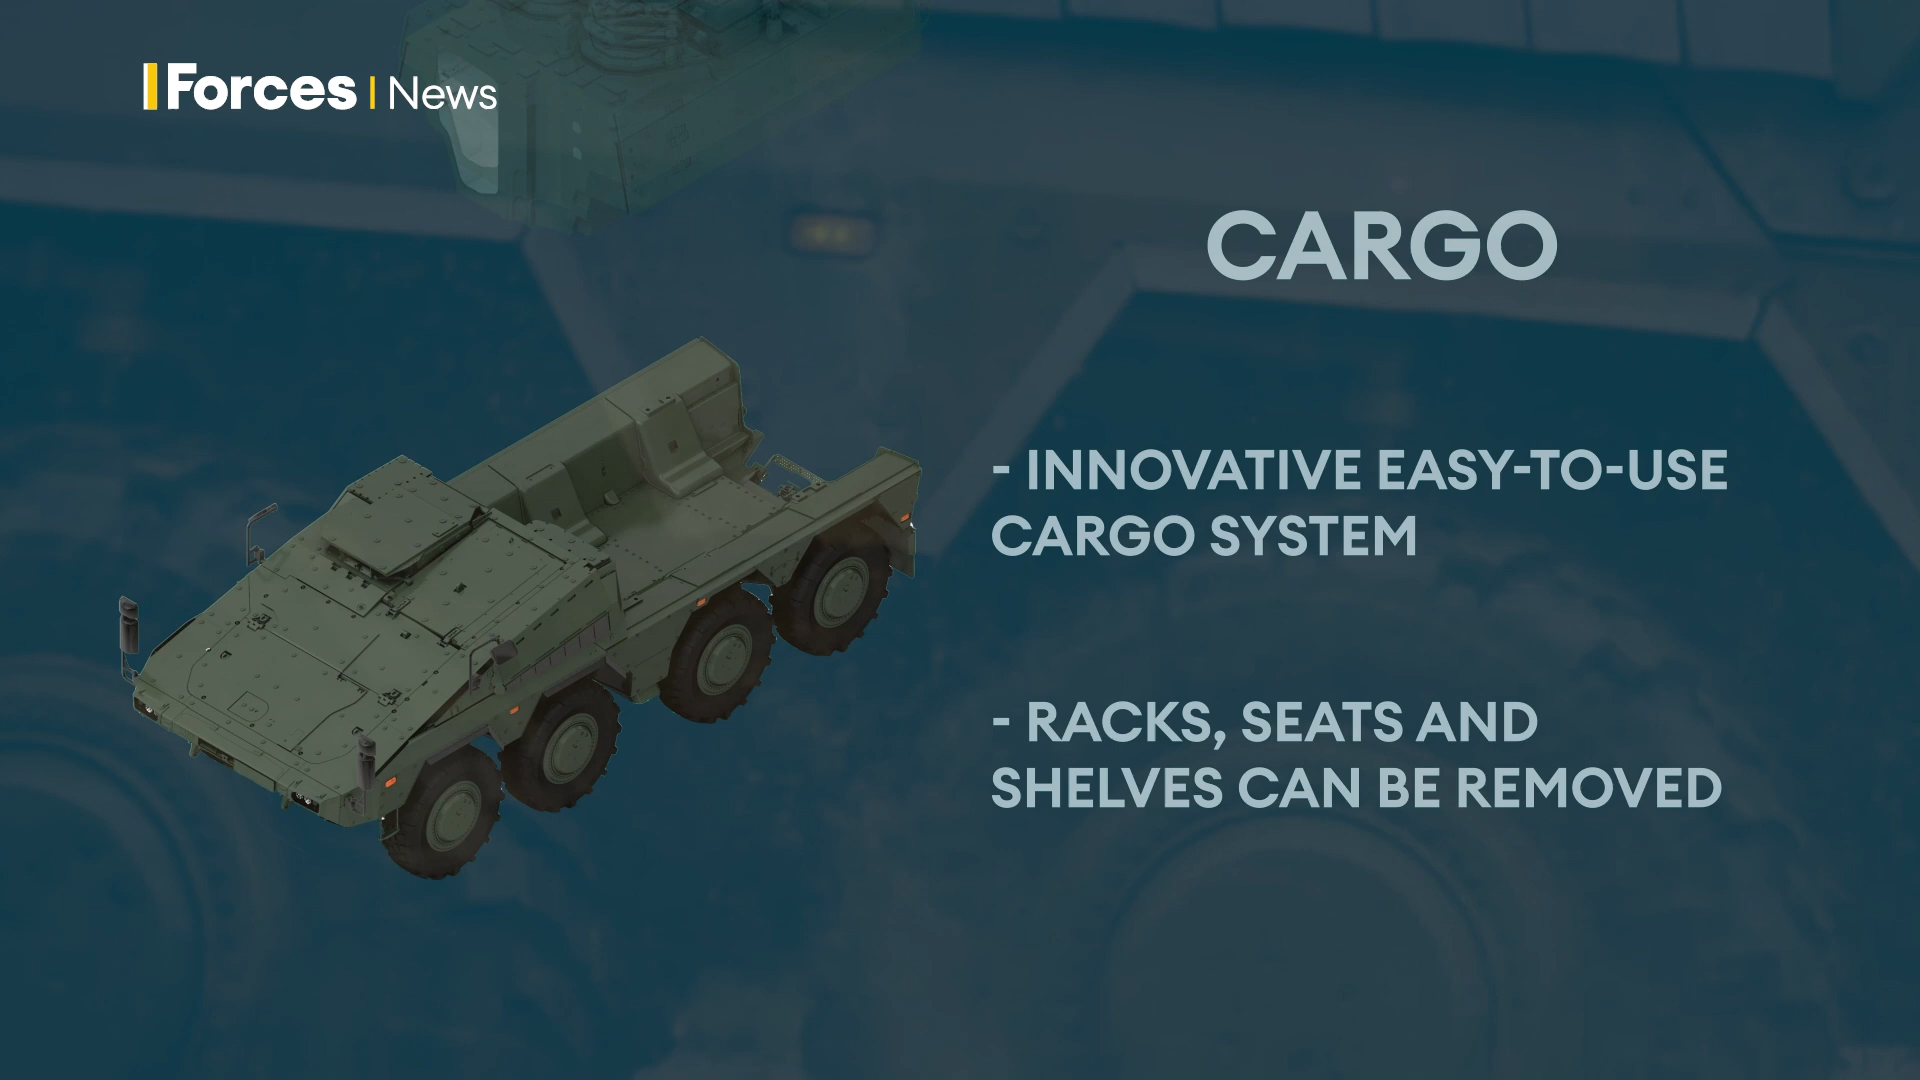 Forces | News
CARGO
- INNOVATIVE EASY-TO-USE
CARGO SYSTEM
- RACKS, SEATS AND
SHELVES CAN BE REMOVED